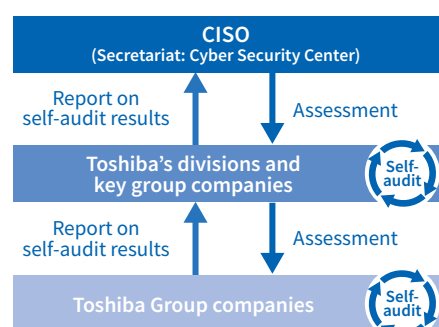 CISO
(Secretariat: Cyber Security Center)
Report on
self-audit results
Assessment
Toshiba’s divisions and
key group companies
Self-
audit
Report on
self-audit results
Assessment
Toshiba Group companies
Self-
audit